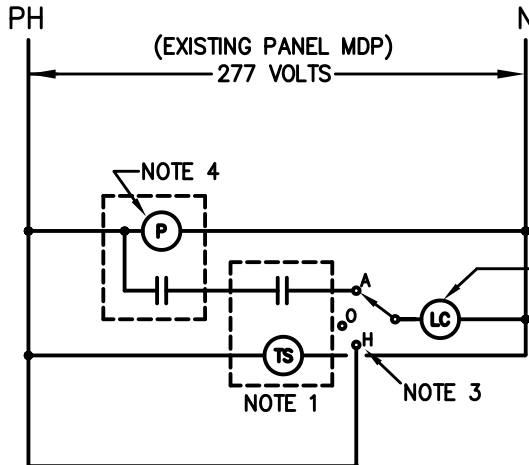 PH
N
(EXISTING PANEL MDP)
277 VOLTS
NOTE 4
P
A
O
LC
H
TS
NOTE 1
NOTE 3